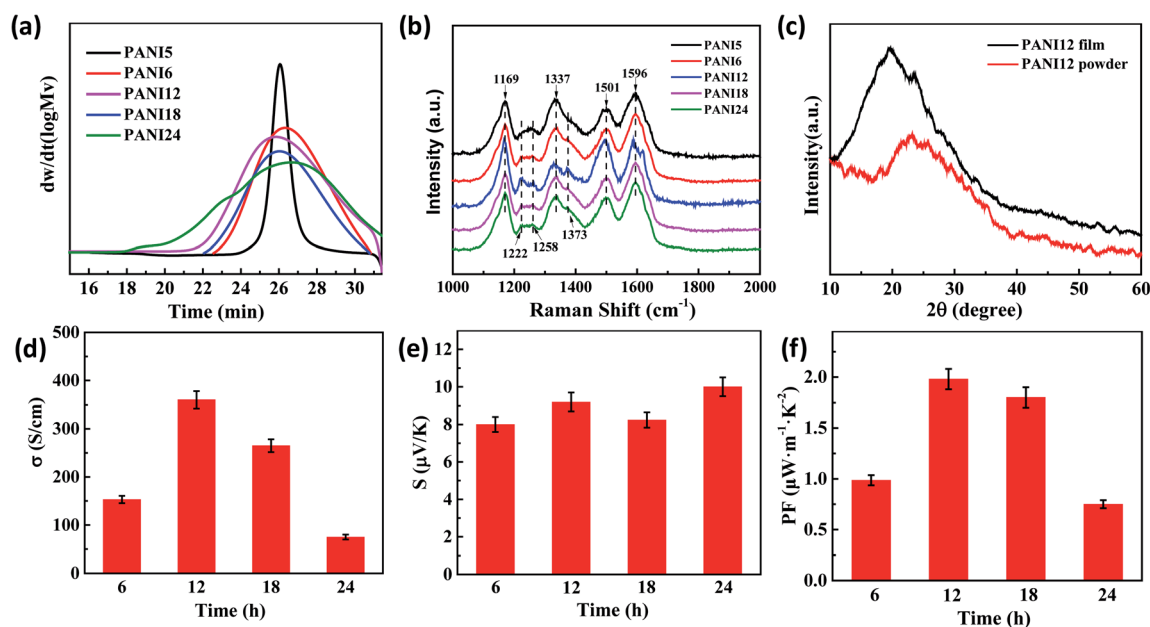 (a)
PANI5
PANI6
PANI12
PANI18
PANI24
dw/dt(logMv)
16 18 20 22 24 26 28 30
Time (min)
(b)
PANI5
PANI6
PANI12
PANI18
PANI24
1169 1337 1501 1596
1222 1258 1373
Intensity (a.u.)
1000 1200 1400 1600 1800 2000
Raman Shift (cm⁻¹)
(c)
PANI12 film
PANI12 powder
Intensity(a.u.)
10 20 30 40 50 60
2θ (degree)
(d)
500
400
300
200
100
0
σ (S/cm)
6 12 18 24
Time (h)
(e)
12
10
8
6
4
2
0
S (μV/K)
6 12 18 24
Time (h)
(f)
2.0
1.5
1.0
0.5
0.0
PF (μW·m⁻¹·K⁻²)
6 12 18 24
Time (h)